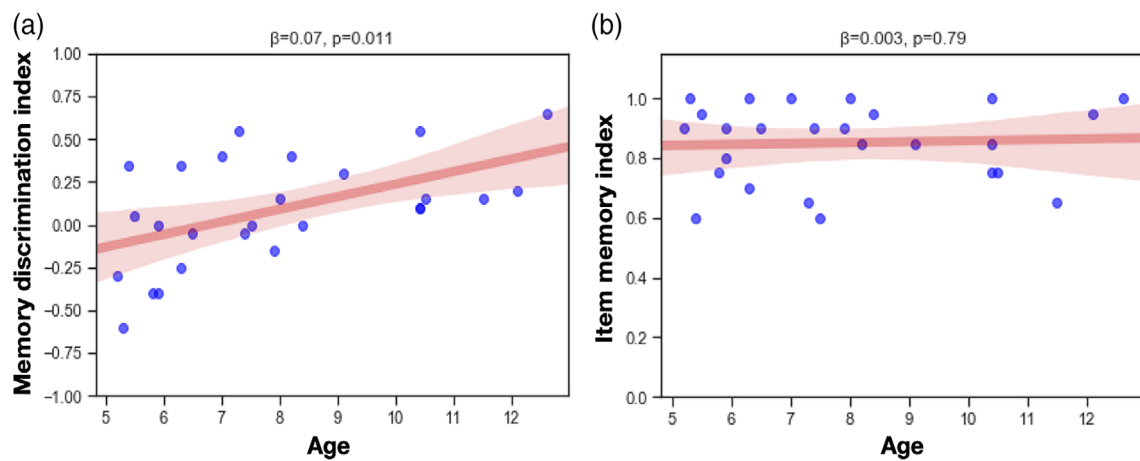 (a)
β=0.07, p=0.011
Memory discrimination index
1.00
0.75
0.50
0.25
0.00
−0.25
−0.50
−0.75
−1.00
5 6 7 8 9 10 11 12
Age
(b)
β=0.003, p=0.79
Item memory index
1.0
0.8
0.6
0.4
0.2
0.0
5 6 7 8 9 10 11 12
Age